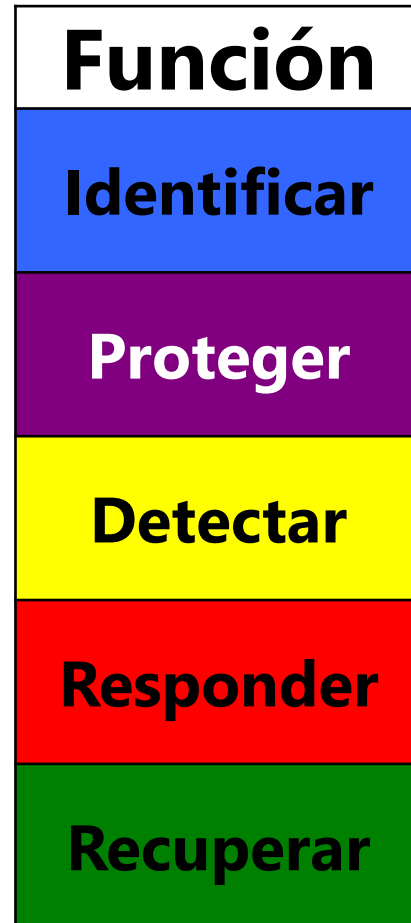 Función
Identificar
Proteger
Detectar
Responder
Recuperar